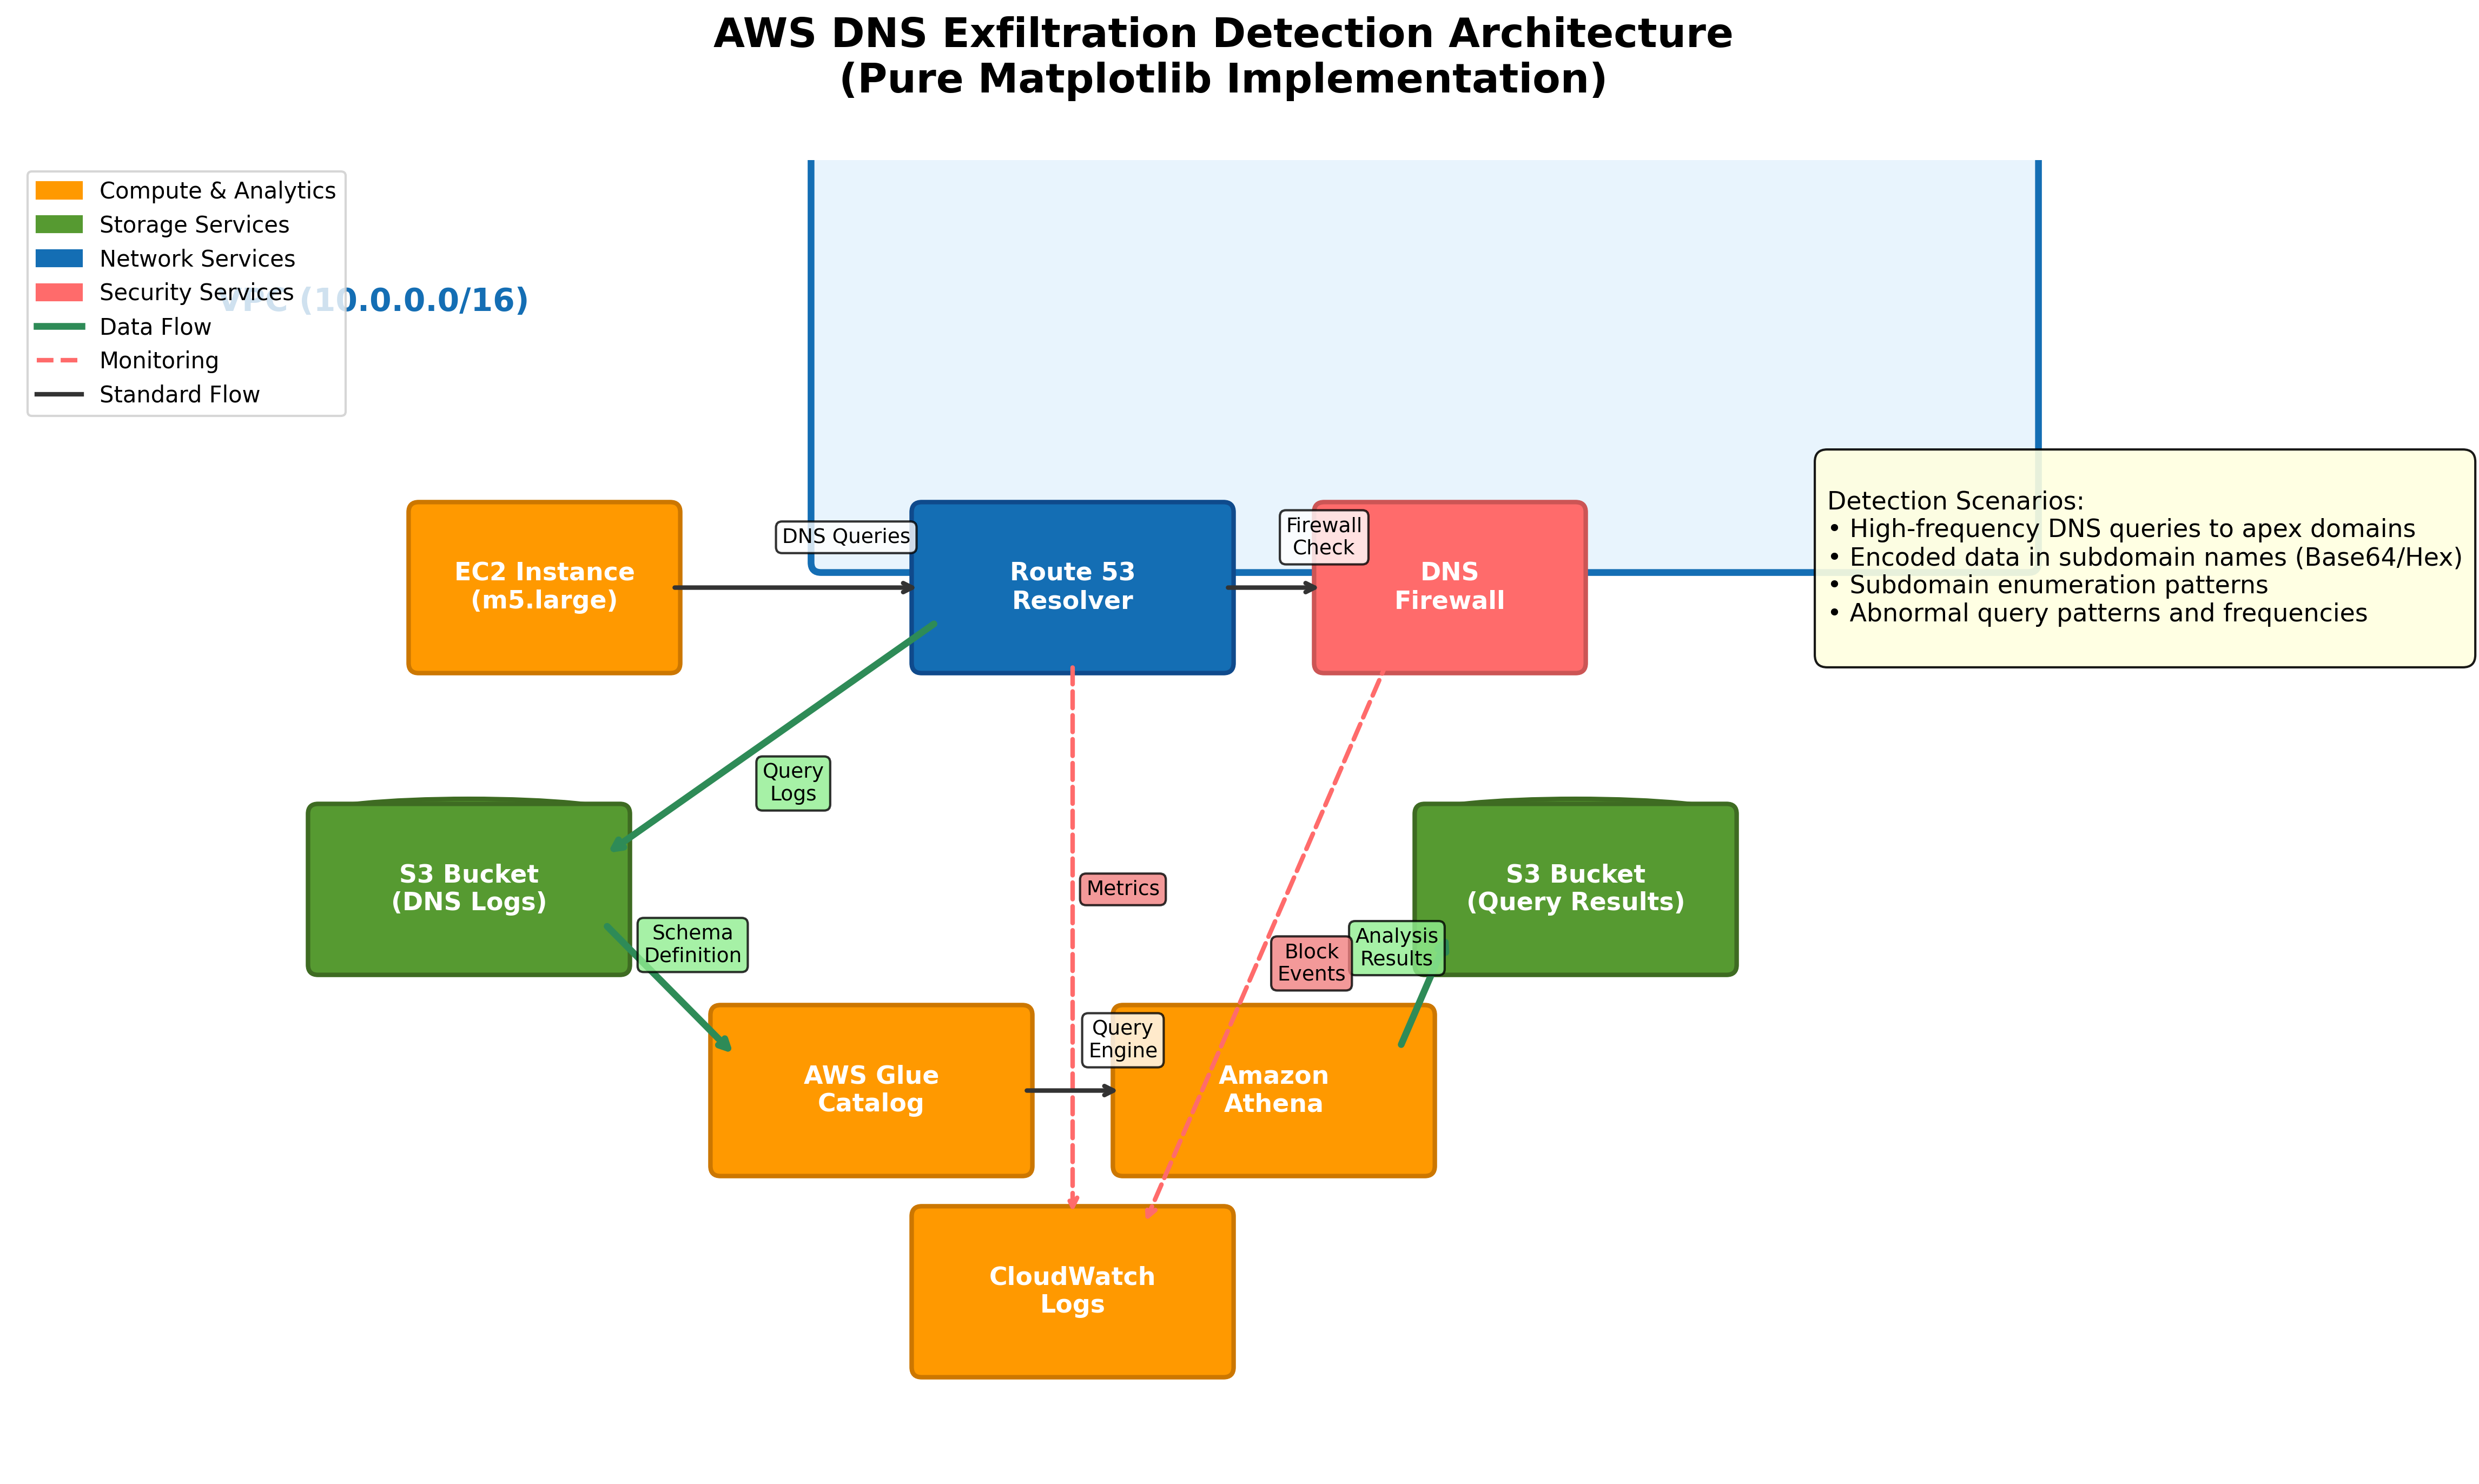 AWS DNS Exfiltration Detection Architecture
(Pure Matplotlib Implementation)
Compute & Analytics
Storage Services
Network Services
Security Services
VPC (10.0.0.0/16)
Data Flow
Monitoring
Standard Flow
EC2 Instance
(m5.large)
DNS Queries
Route 53
Resolver
Firewall
Check
DNS
Firewall
Detection Scenarios:
• High-frequency DNS queries to apex domains
• Encoded data in subdomain names (Base64/Hex)
• Subdomain enumeration patterns
• Abnormal query patterns and frequencies
Query
Logs
S3 Bucket
(DNS Logs)
Metrics
S3 Bucket
(Query Results)
Schema
Definition
Block
Events
Analysis
Results
Query
Engine
AWS Glue
Catalog
Amazon
Athena
CloudWatch
Logs